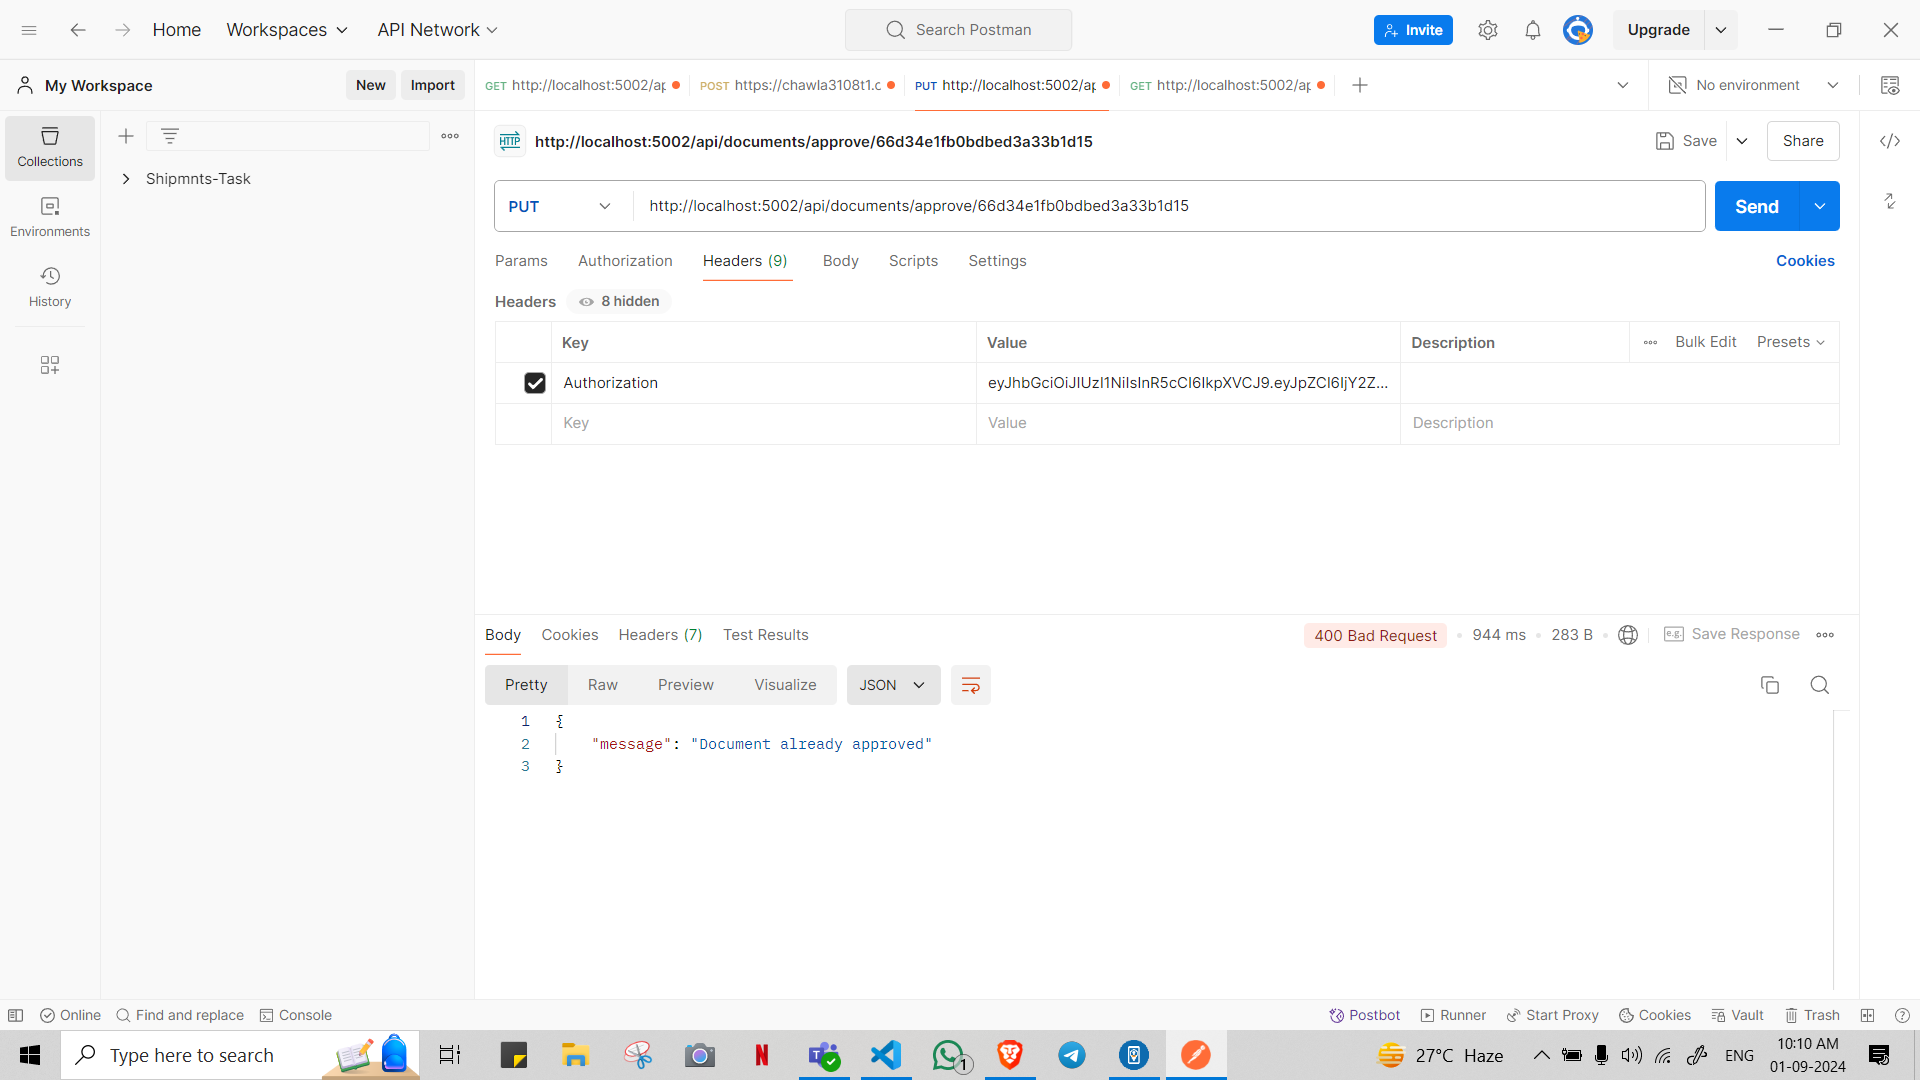 Home Workspaces API Network Search Postman Invite Upgrade
My Workspace New Import GET http://localhost:5002/ap POST https://chawla3108t1.c PUT http://localhost:5002/ap GET http://localhost:5002/ap No environment
Collections
Shipmnts-Task
Environments
History
HTTP http://localhost:5002/api/documents/approve/66d34e1fb0bdbed3a33b1d15 Save Share
PUT http://localhost:5002/api/documents/approve/66d34e1fb0bdbed3a33b1d15 Send
Params Authorization Headers (9) Body Scripts Settings Cookies
Headers 8 hidden
Key Value Description Bulk Edit Presets
Authorization eyJhbGciOiJIUzI1NiIsInR5cCI6IkpXVCJ9.eyJpZCI6IjY2Z...
Key Value Description
Body Cookies Headers (7) Test Results 400 Bad Request 944 ms 283 B e.g. Save Response
Pretty Raw Preview Visualize JSON
1 {
2 "message": "Document already approved"
3 }
Online Find and replace Console Postbot Runner Start Proxy Cookies Vault Trash
Type here to search N 1 27°C Haze ENG 10:10 AM
01-09-2024